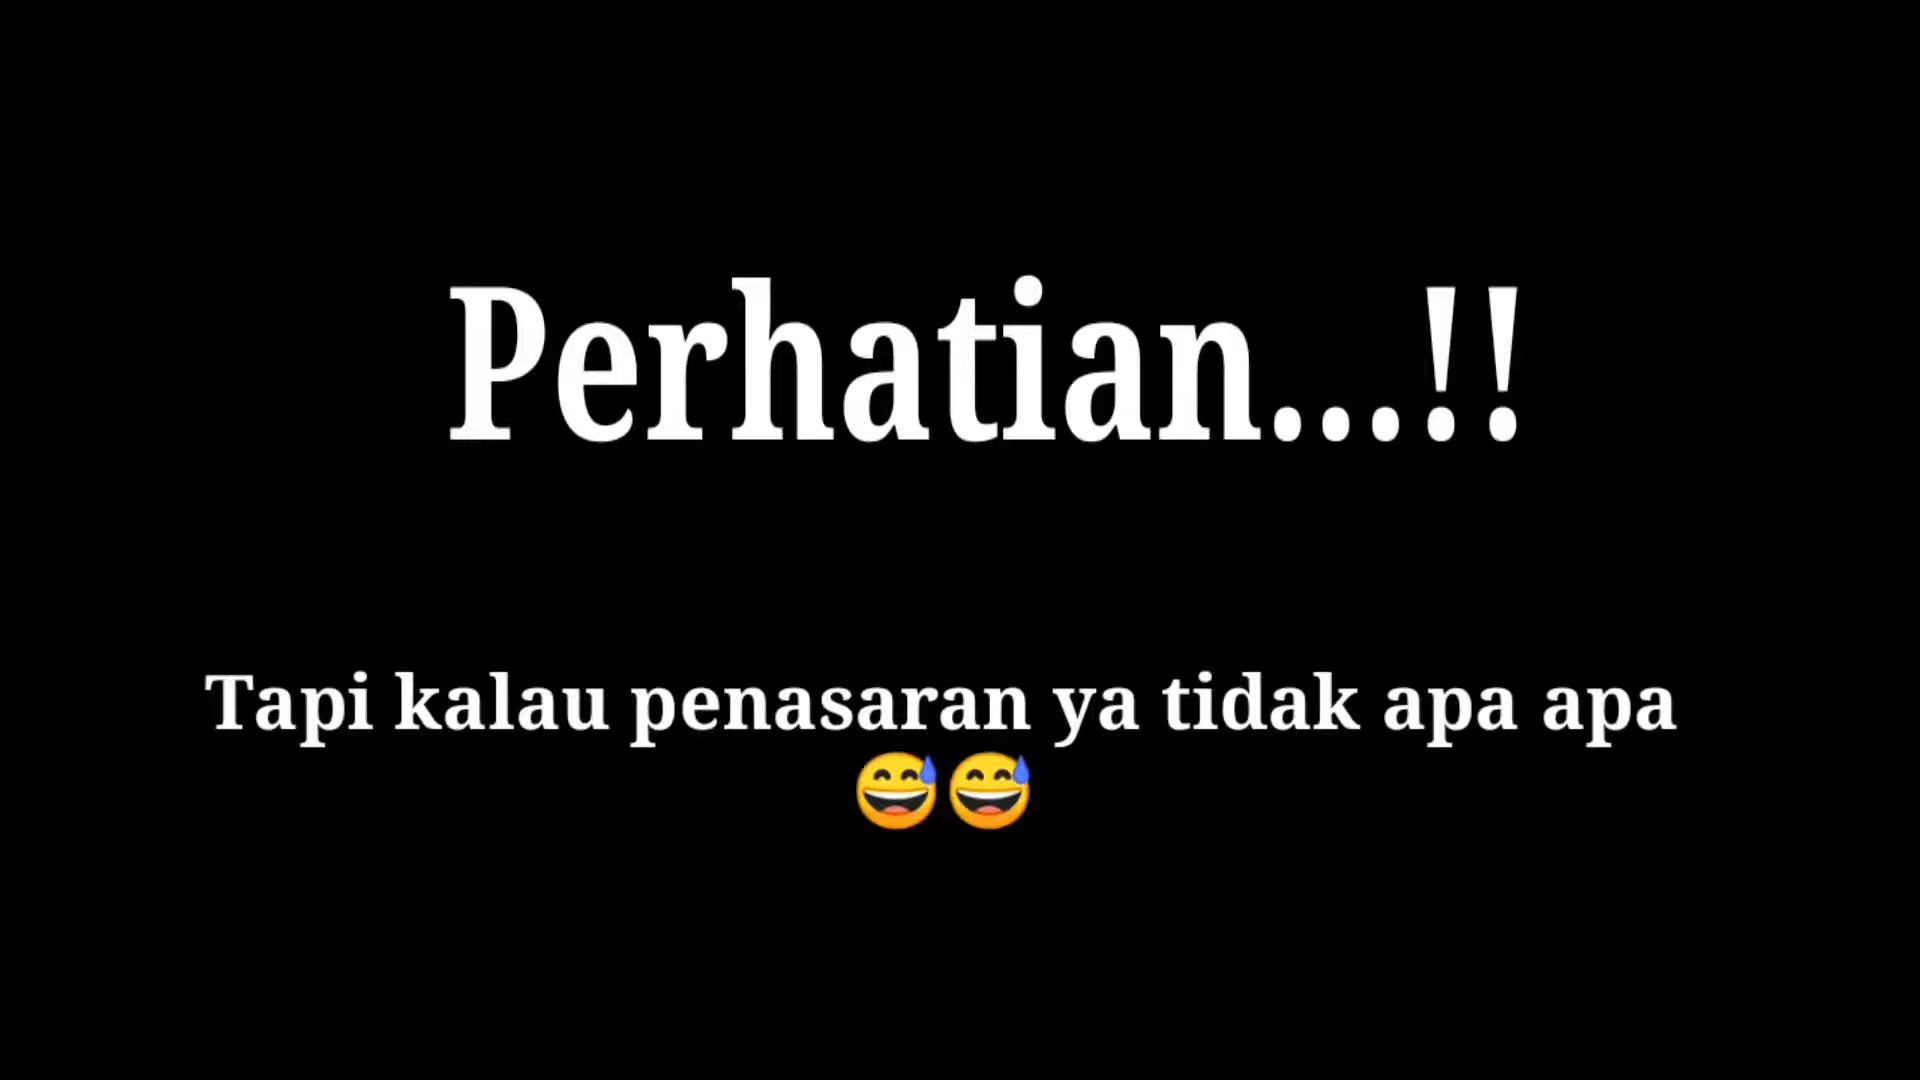 Perhatian...!!
Tapi kalau penasaran ya tidak apa apa
😅😅